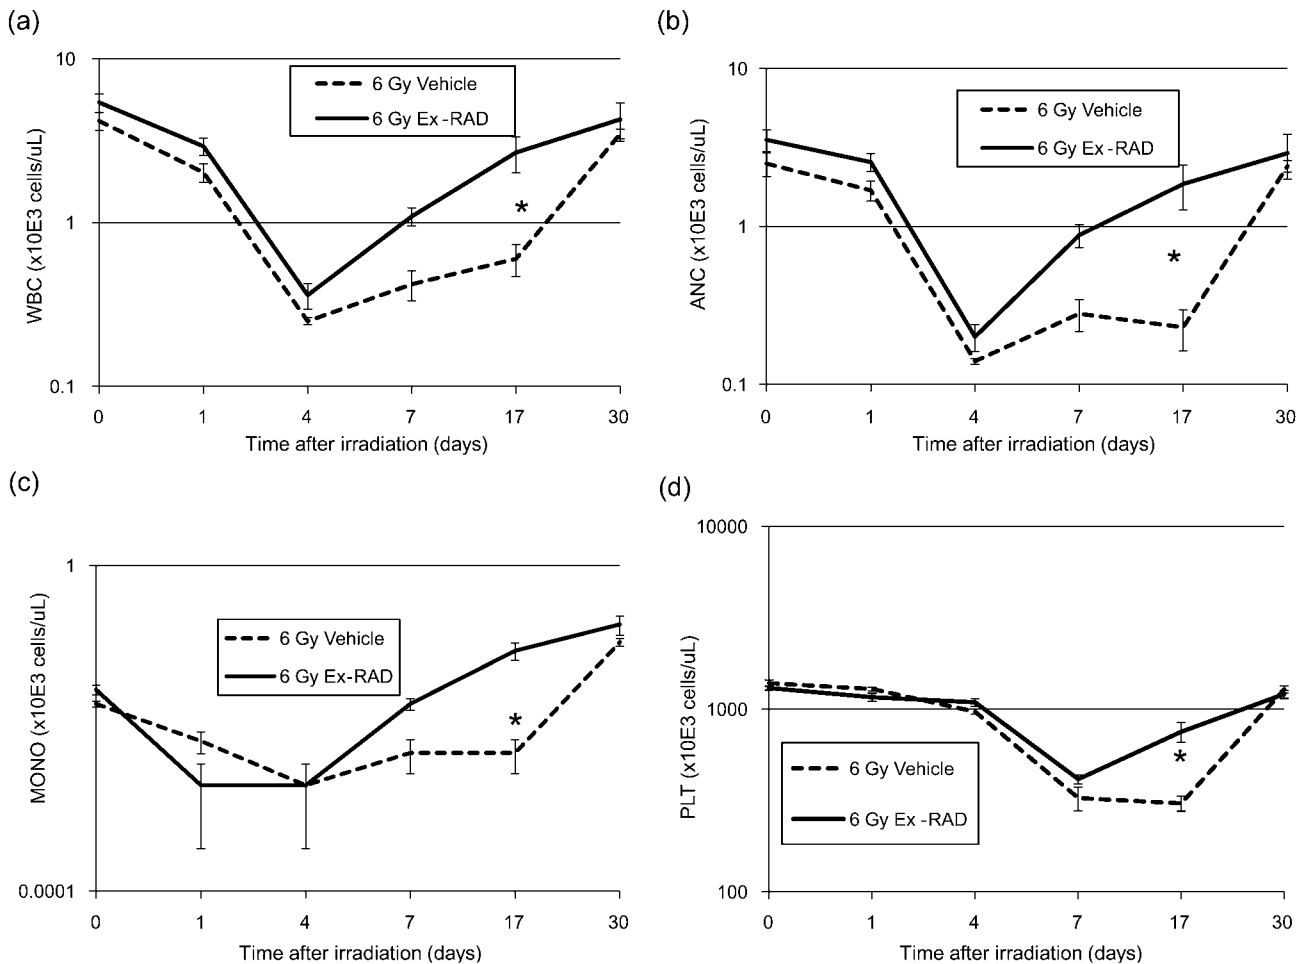 (a)
10
1
0.1
WBC (x10E3 cells/uL)
6 Gy Vehicle
6 Gy Ex-RAD
*
0 1 4 7 17 30
Time after irradiation (days)
(b)
10
1
0.1
ANC (x10E3 cells/uL)
6 Gy Vehicle
6 Gy Ex-RAD
*
0 1 4 7 17 30
Time after irradiation (days)
(c)
1
0.0001
MONO (x10E3 cells/uL)
6 Gy Vehicle
6 Gy Ex-RAD
*
0 1 4 7 17 30
Time after irradiation (days)
(d)
10000
1000
100
PLT (x10E3 cells/uL)
6 Gy Vehicle
6 Gy Ex-RAD
*
0 1 4 7 17 30
Time after irradiation (days)